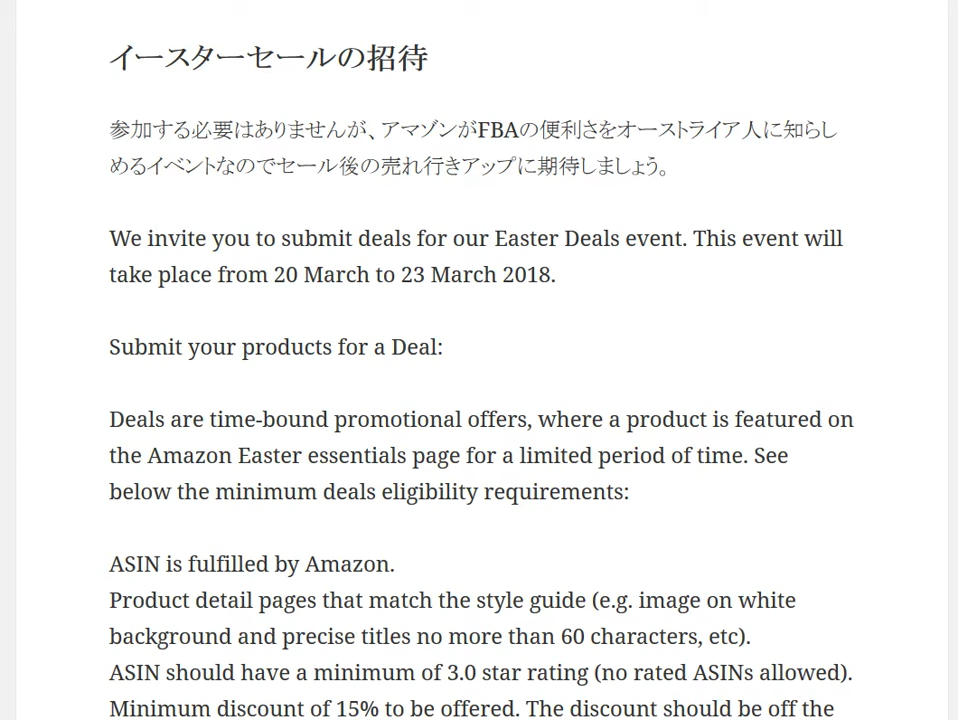 イースターセールの招待
参加する必要はありませんが、アマゾンがFBAの便利さをオーストライア人に知らし
めるイベントなのでセール後の売れ行きアップに期待しましょう。
We invite you to submit deals for our Easter Deals event. This event will
take place from 20 March to 23 March 2018.
Submit your products for a Deal:
Deals are time-bound promotional offers, where a product is featured on
the Amazon Easter essentials page for a limited period of time. See
below the minimum deals eligibility requirements:
ASIN is fulfilled by Amazon.
Product detail pages that match the style guide (e.g. image on white
background and precise titles no more than 60 characters, etc).
ASIN should have a minimum of 3.0 star rating (no rated ASINs allowed).
Minimum discount of 15% to be offered. The discount should be off the